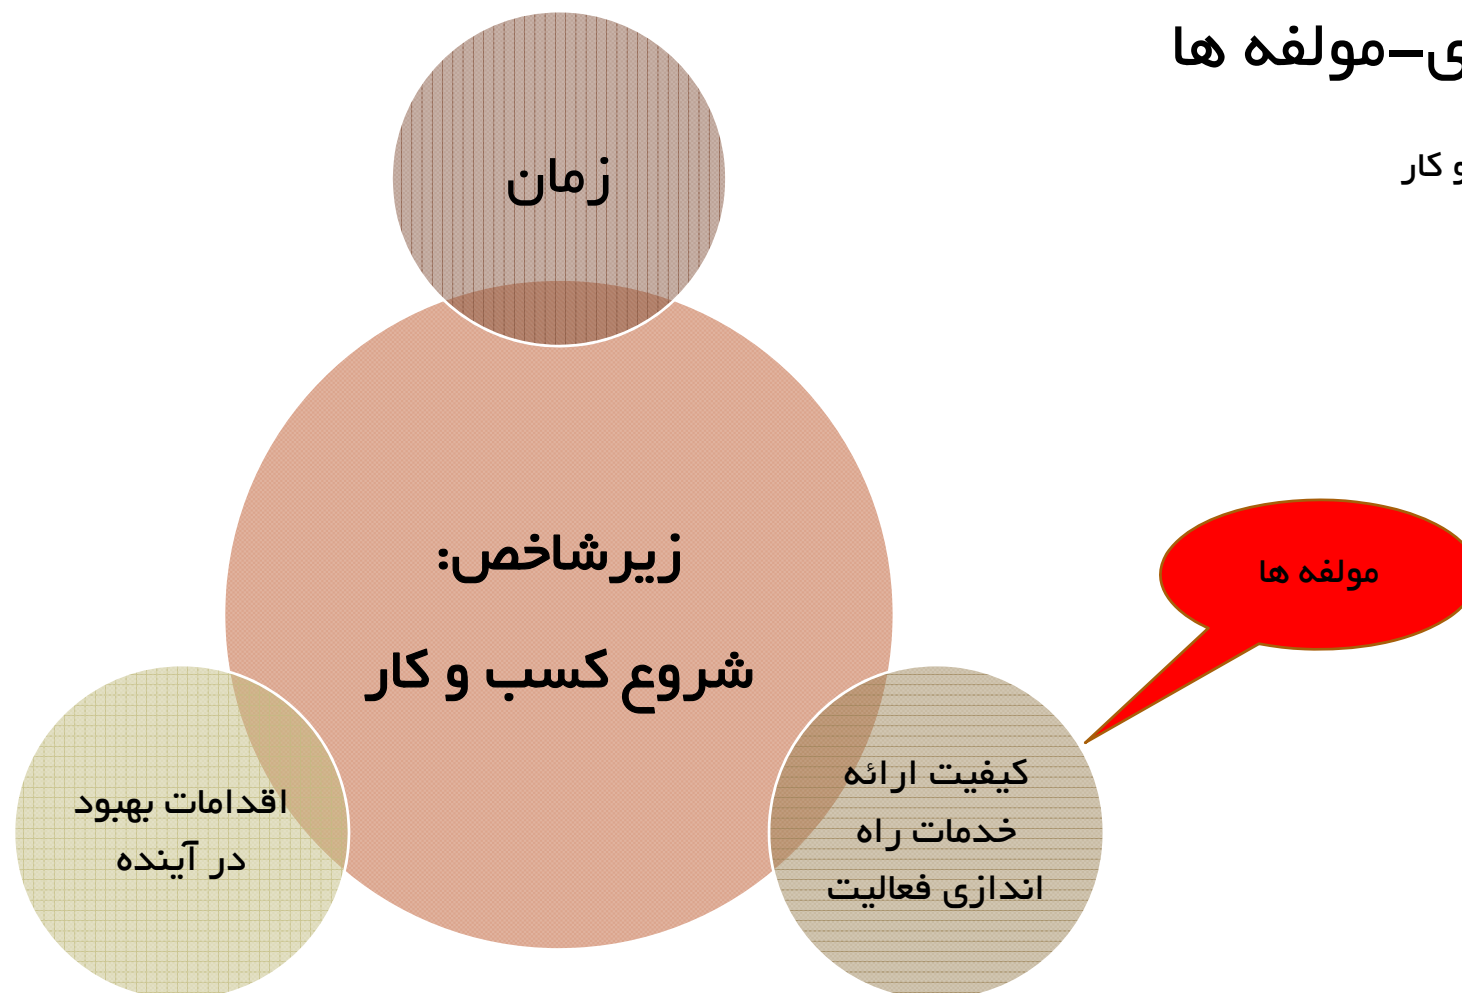 ی–مولفه ها
و کار
زمان
زیرشاخص:
شروع کسب و کار
مولفه ها
کیفیت ارائه
خدمات راه
اندازی فعالیت
اقدامات بهبود
در آینده